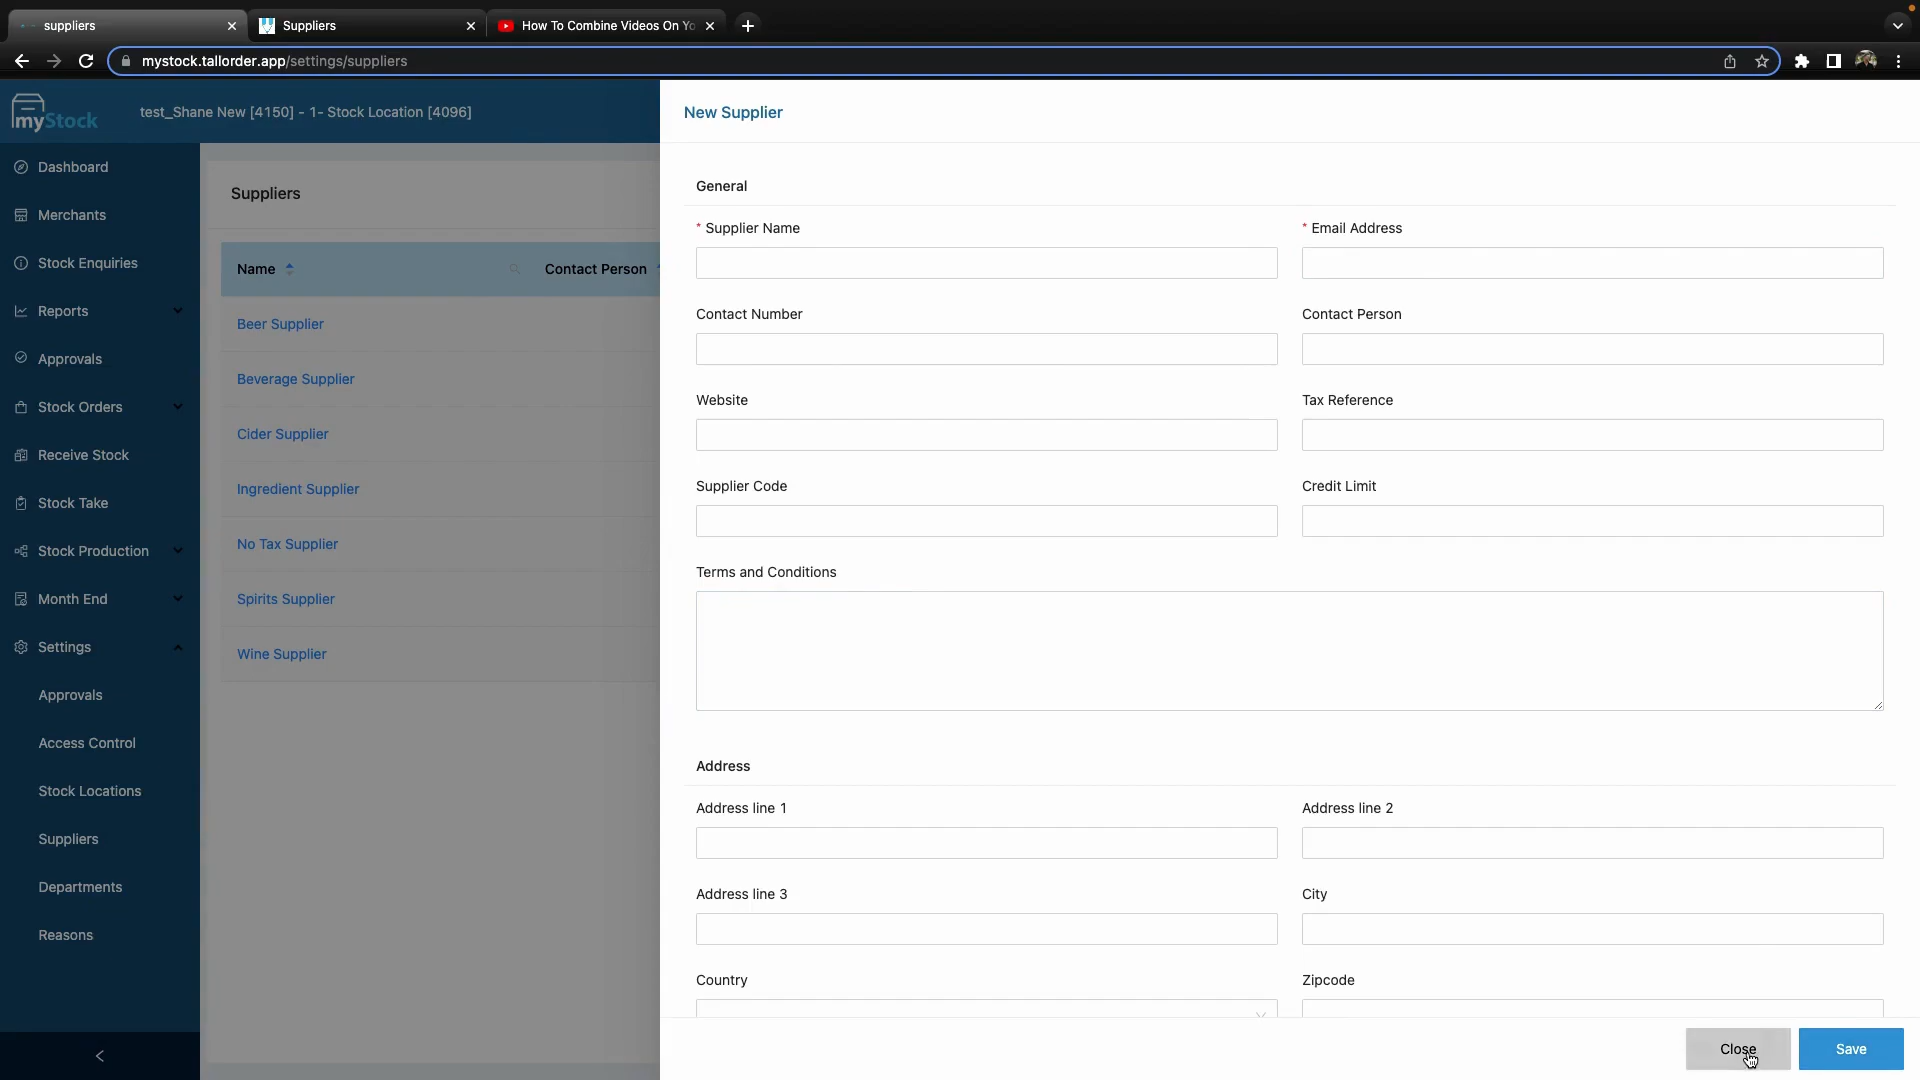 suppliers
Suppliers
How To Combine Videos On Yo
mystock.tallorder.app/settings/suppliers
myStock
test_Shane New [4150] - 1- Stock Location [4096]
New Supplier
Dashboard
Merchants
Stock Enquiries
Reports
Approvals
Stock Orders
Receive Stock
Stock Take
Stock Production
Month End
Settings
Approvals
Access Control
Stock Locations
Suppliers
Departments
Reasons
Suppliers
Name
Contact Person
Beer Supplier
Beverage Supplier
Cider Supplier
Ingredient Supplier
No Tax Supplier
Spirits Supplier
Wine Supplier
General
* Supplier Name
* Email Address
Contact Number
Contact Person
Website
Tax Reference
Supplier Code
Credit Limit
Terms and Conditions
Address
Address line 1
Address line 2
Address line 3
City
Country
Zipcode
Close
Save